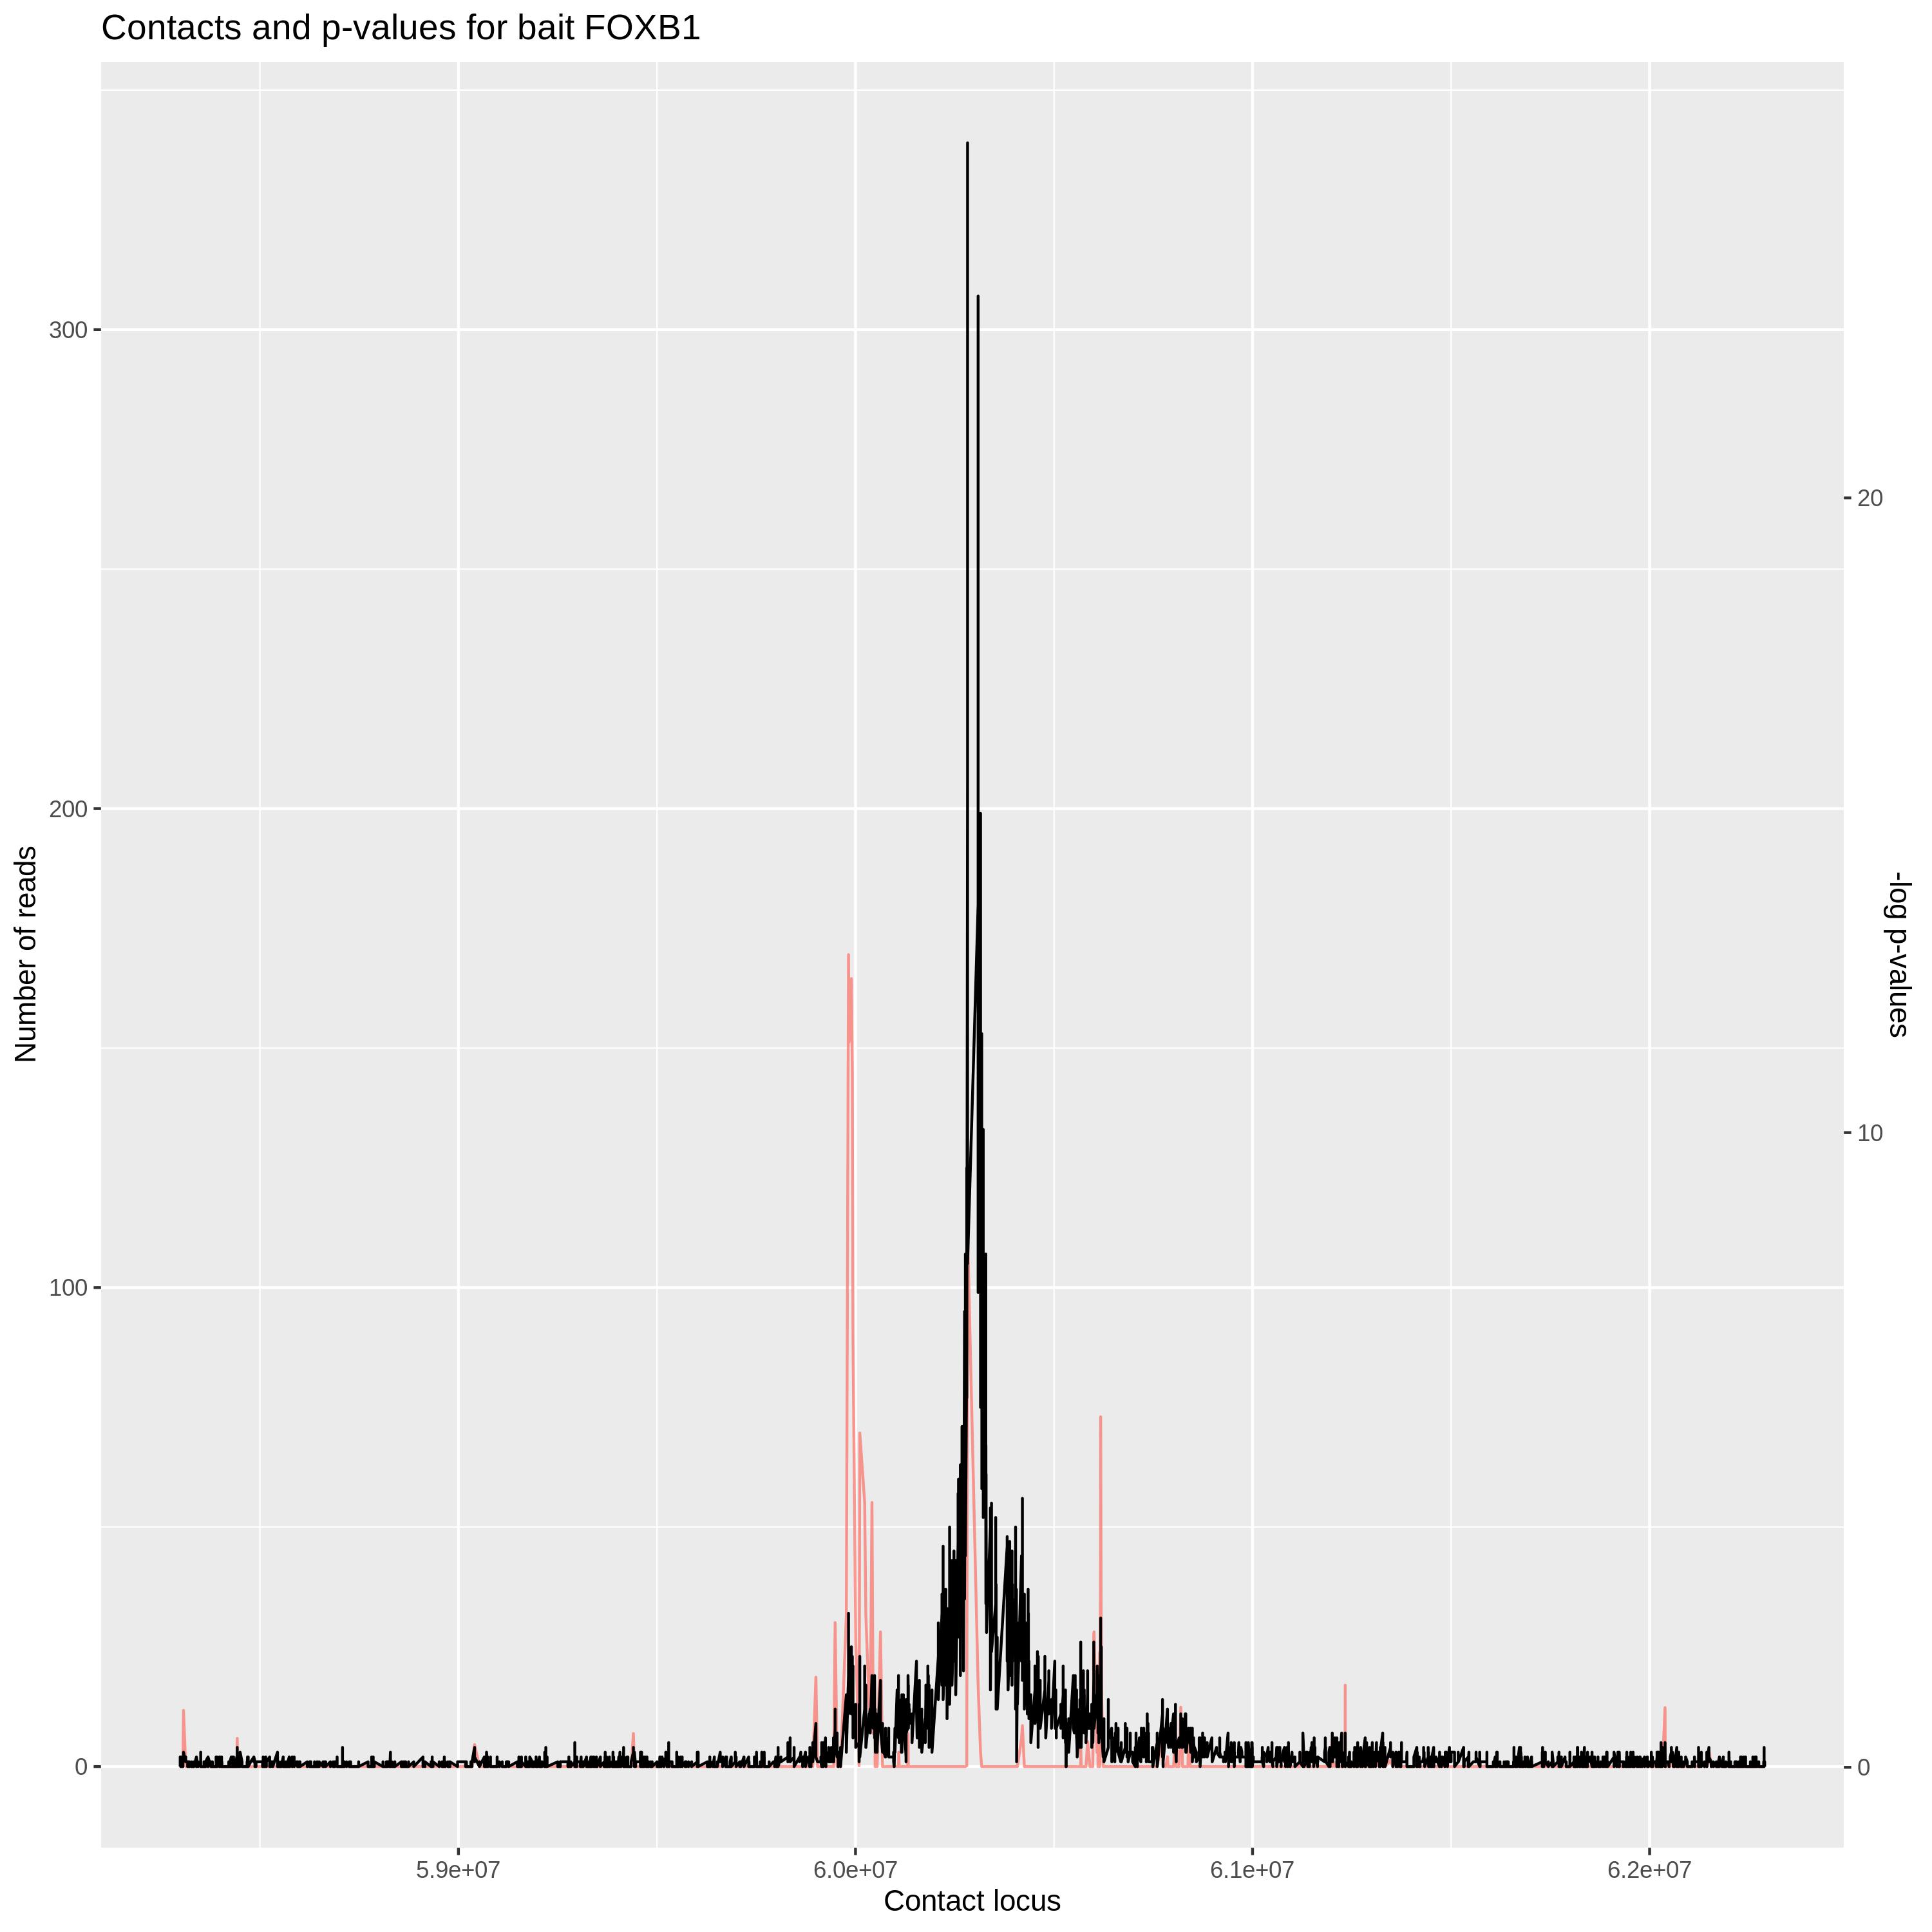 Contacts and p-values for bait FOXB1
300
200
100
0
Number of reads
20
10
0
-log p-values
5.9e+07
6.0e+07
6.1e+07
6.2e+07
Contact locus